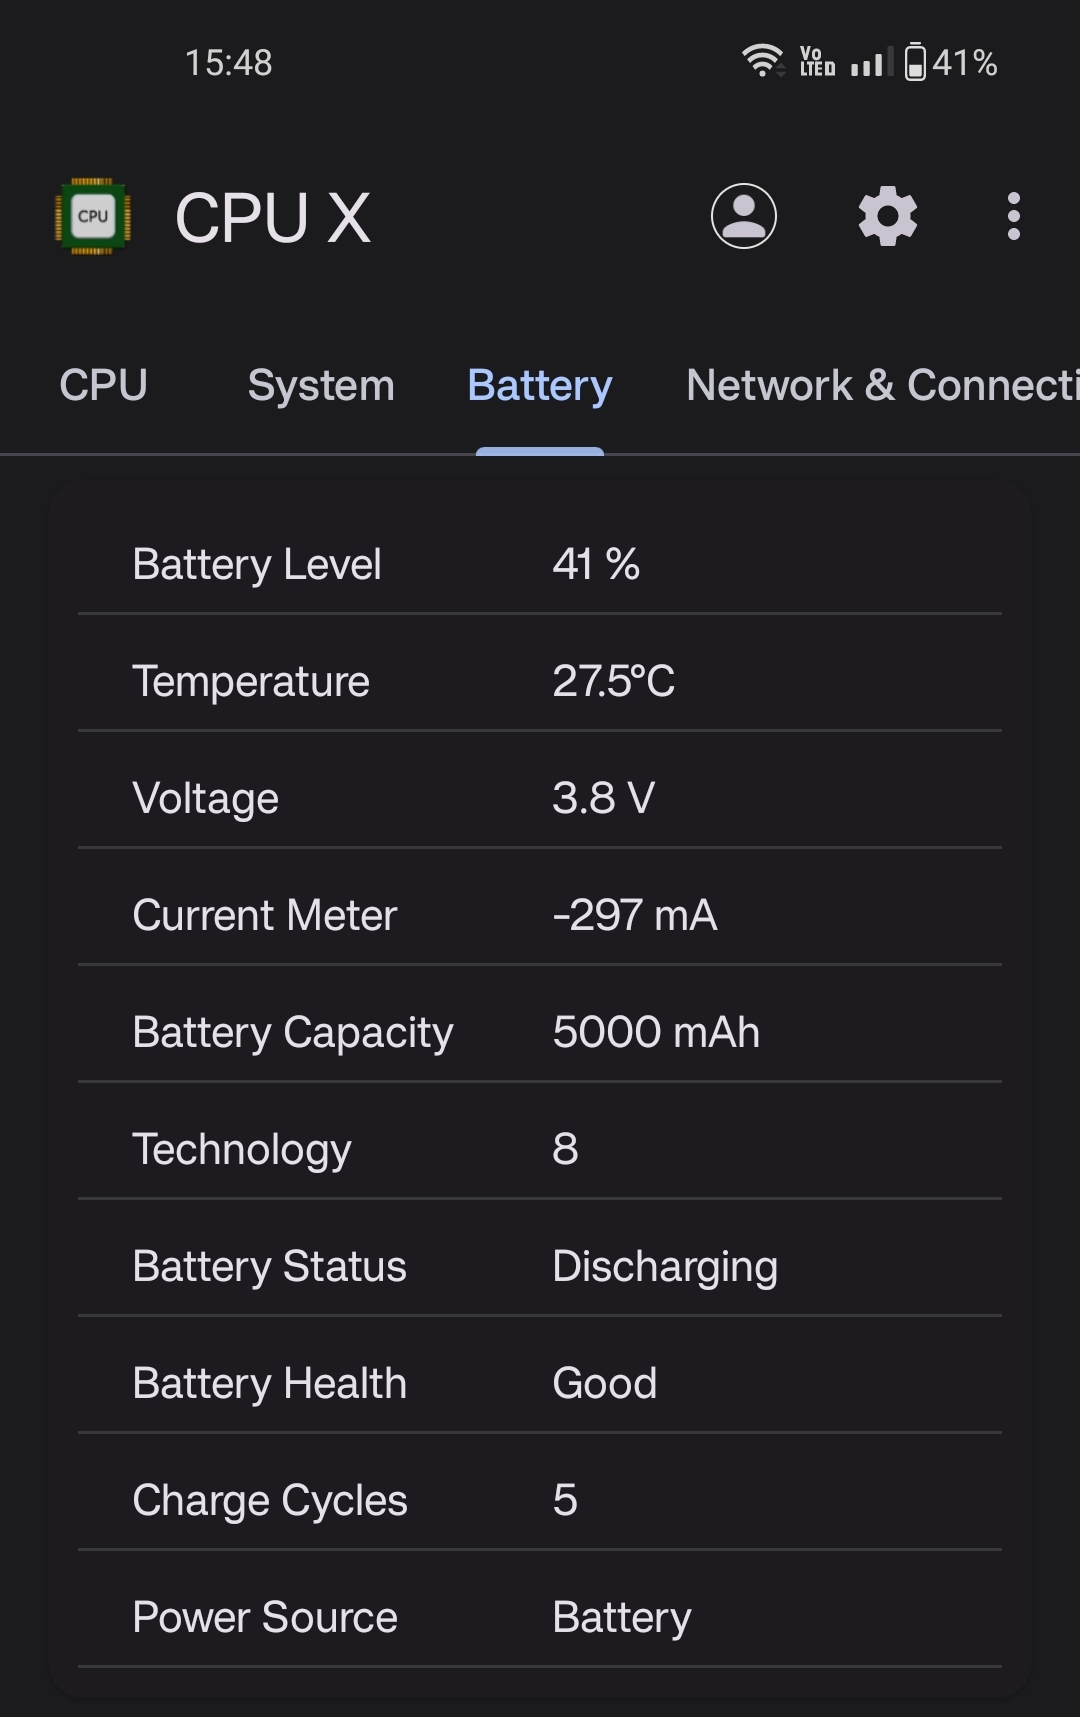 15:48 Vo LTE 41%
CPU CPU X
CPU System Battery Network & Connecti
Battery Level 41 %
Temperature 27.5°C
Voltage 3.8 V
Current Meter -297 mA
Battery Capacity 5000 mAh
Technology 8
Battery Status Discharging
Battery Health Good
Charge Cycles 5
Power Source Battery